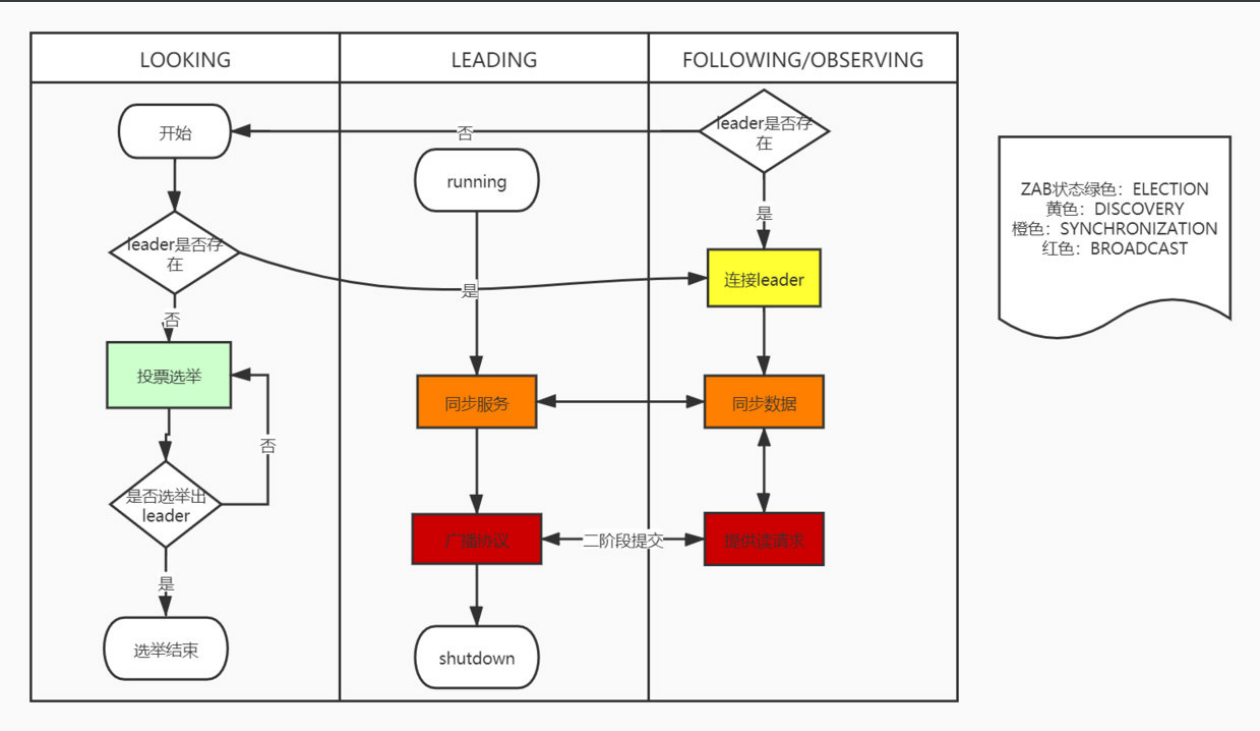 LOOKING
LEADING
FOLLOWING/OBSERVING
开始
否
leader是否存
在
running
ZAB状态绿色：ELECTION
黄色：DISCOVERY
橙色：SYNCHRONIZATION
红色：BROADCAST
leader是否存
在
是
是
连接leader
否
投票选举
同步服务
同步数据
否
是否选举出
leader
广播协议
二阶段提交
提供读请求
是
选举结束
shutdown